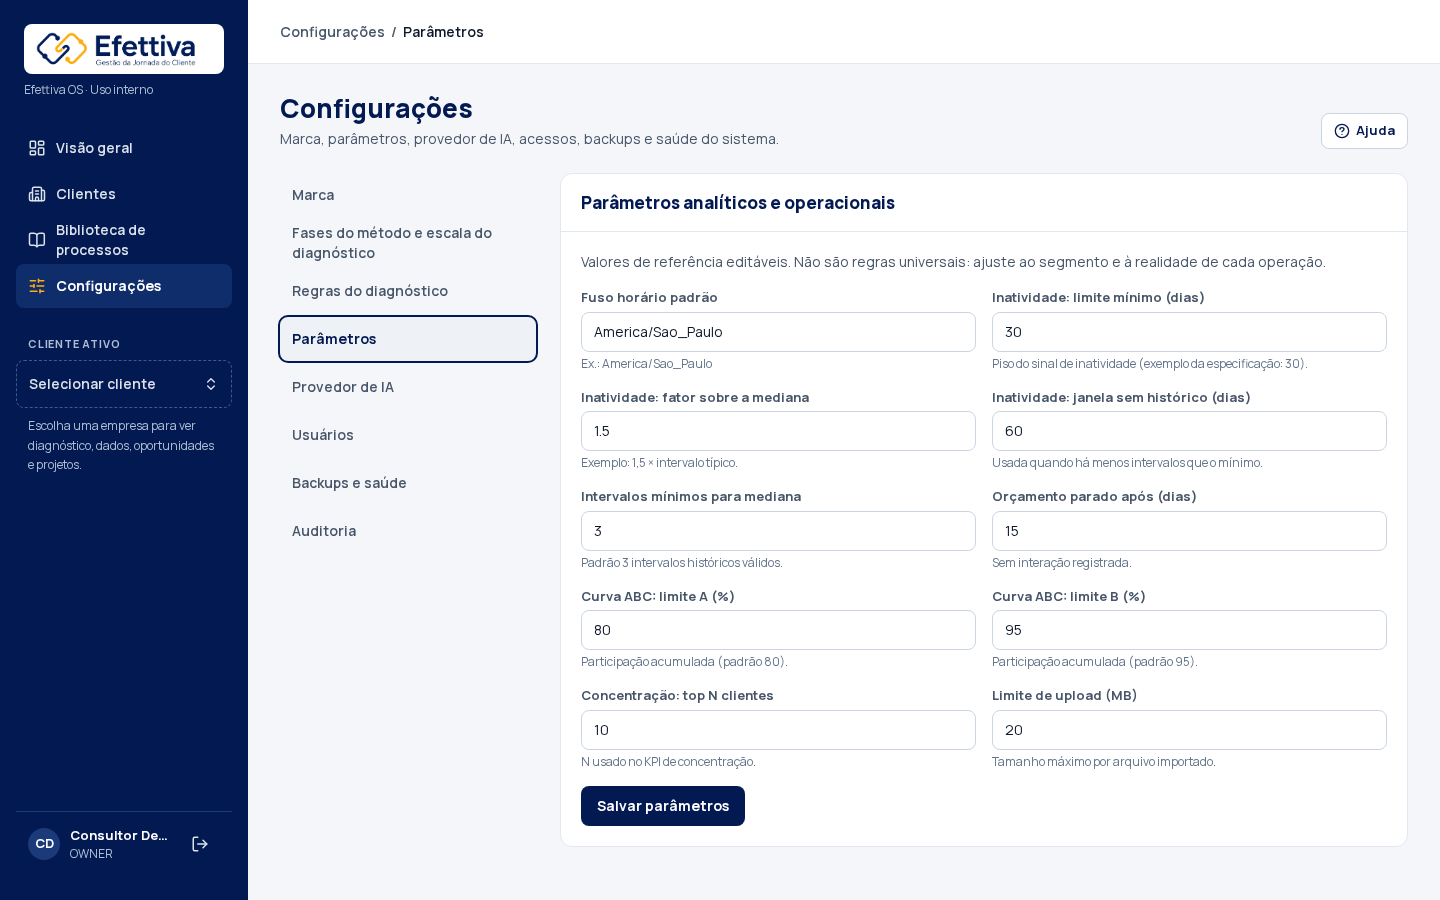 Efettiva
Gestão da Jornada do Cliente
Efettiva OS · Uso interno
Visão geral
Clientes
Biblioteca de
processos
Configurações
CLIENTE ATIVO
Selecionar cliente
Escolha uma empresa para ver
diagnóstico, dados, oportunidades
e projetos.
CD
Consultor De...
OWNER
Configurações / Parâmetros
Configurações
Marca, parâmetros, provedor de IA, acessos, backups e saúde do sistema.
Ajuda
Marca
Fases do método e escala do
diagnóstico
Regras do diagnóstico
Parâmetros
Provedor de IA
Usuários
Backups e saúde
Auditoria
Parâmetros analíticos e operacionais
Valores de referência editáveis. Não são regras universais: ajuste ao segmento e à realidade de cada operação.
Fuso horário padrão
America/Sao_Paulo
Ex.: America/Sao_Paulo
Inatividade: limite mínimo (dias)
30
Piso do sinal de inatividade (exemplo da especificação: 30).
Inatividade: fator sobre a mediana
1.5
Exemplo: 1,5 × intervalo típico.
Inatividade: janela sem histórico (dias)
60
Usada quando há menos intervalos que o mínimo.
Intervalos mínimos para mediana
3
Padrão 3 intervalos históricos válidos.
Orçamento parado após (dias)
15
Sem interação registrada.
Curva ABC: limite A (%)
80
Participação acumulada (padrão 80).
Curva ABC: limite B (%)
95
Participação acumulada (padrão 95).
Concentração: top N clientes
10
N usado no KPI de concentração.
Limite de upload (MB)
20
Tamanho máximo por arquivo importado.
Salvar parâmetros